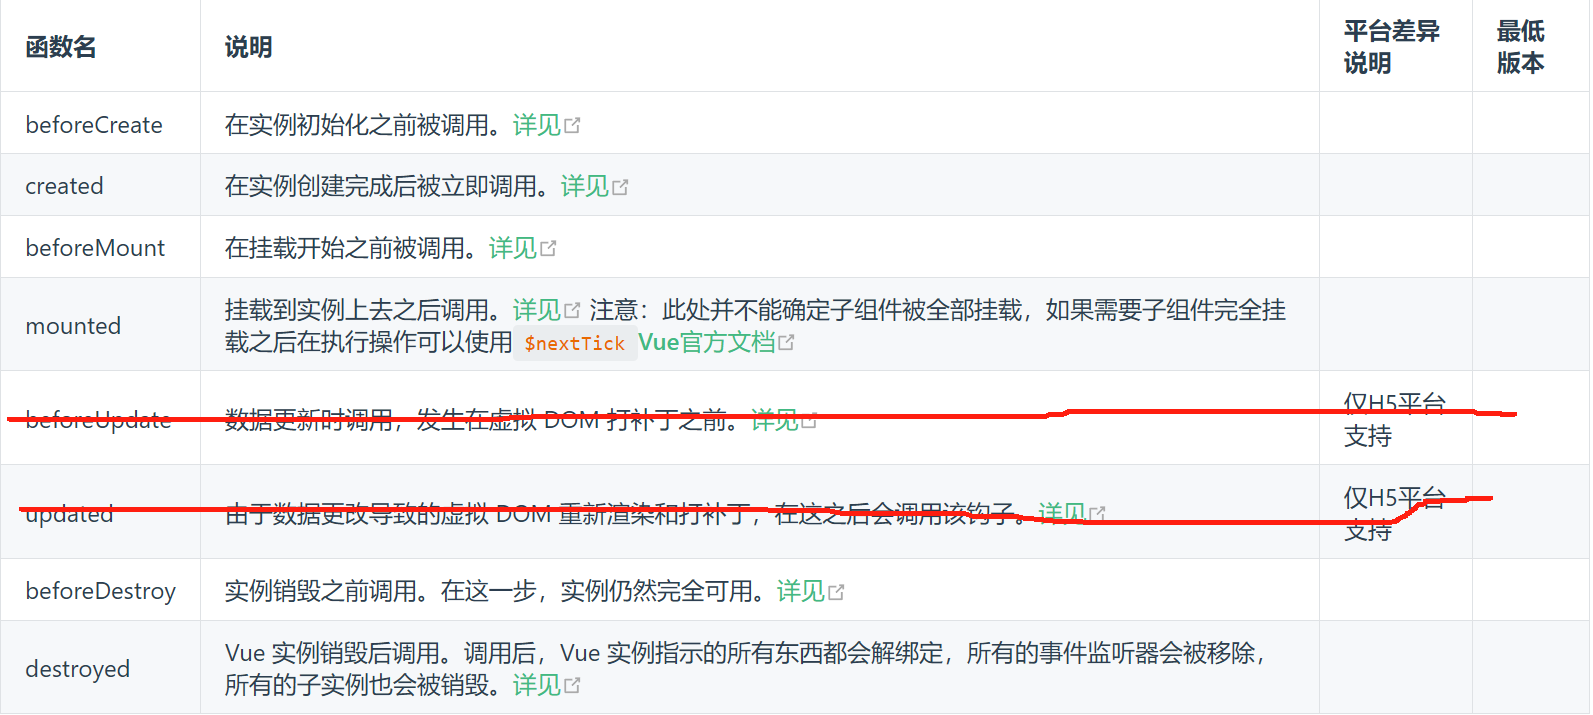 函数名 说明 平台差异说明 最低版本
beforeCreate 在实例初始化之前被调用。详见
created 在实例创建完成后被立即调用。详见
beforeMount 在挂载开始之前被调用。详见
mounted 挂载到实例上去之后调用。详见 注意：此处并不能确定子组件被全部挂载，如果需要子组件完全挂
载之后在执行操作可以使用 $nextTick Vue官方文档
beforeUpdate 数据更新时调用，发生在虚拟 DOM 打补丁之前。详见 仅H5平台
支持
updated 由于数据更改导致的虚拟 DOM 重新渲染和打补丁，在这之后会调用该钩子。详见 仅H5平台
支持
beforeDestroy 实例销毁之前调用。在这一步，实例仍然完全可用。详见
destroyed Vue 实例销毁后调用。调用后，Vue 实例指示的所有东西都会解绑定，所有的事件监听器会被移除，
所有的子实例也会被销毁。详见